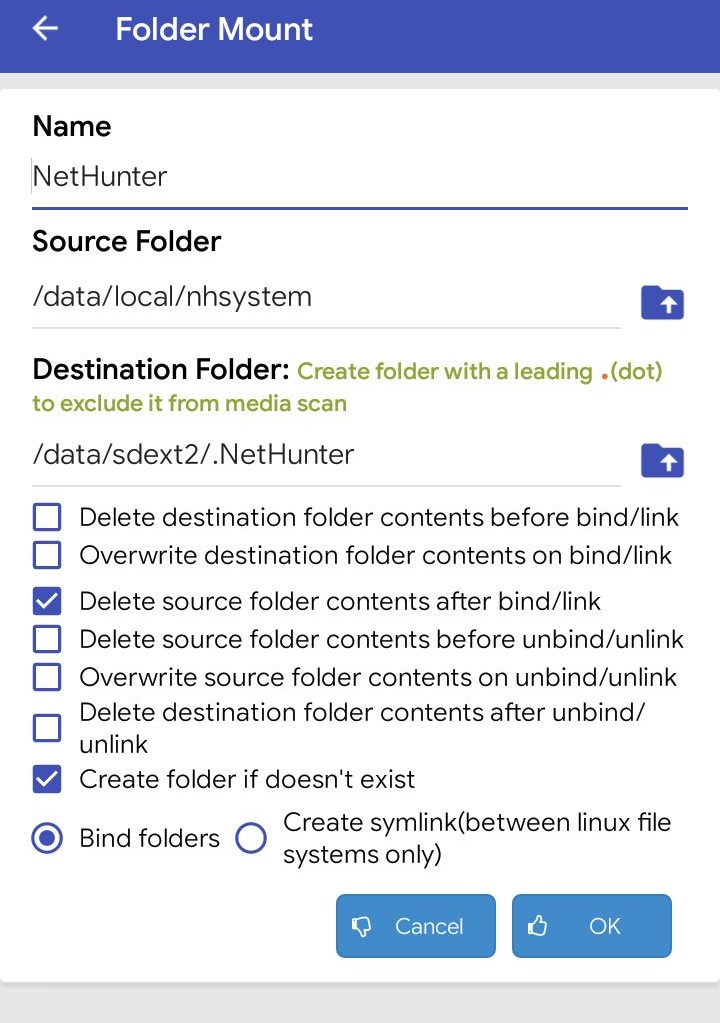 Folder Mount
Name
NetHunter
Source Folder
/data/local/nhsystem
Destination Folder: Create folder with a leading .(dot)
to exclude it from media scan
/data/sdext2/.NetHunter
Delete destination folder contents before bind/link
Overwrite destination folder contents on bind/link
Delete source folder contents after bind/link
Delete source folder contents before unbind/unlink
Overwrite source folder contents on unbind/unlink
Delete destination folder contents after unbind/
unlink
Create folder if doesn't exist
Bind folders
Create symlink(between linux file
systems only)
Cancel
OK